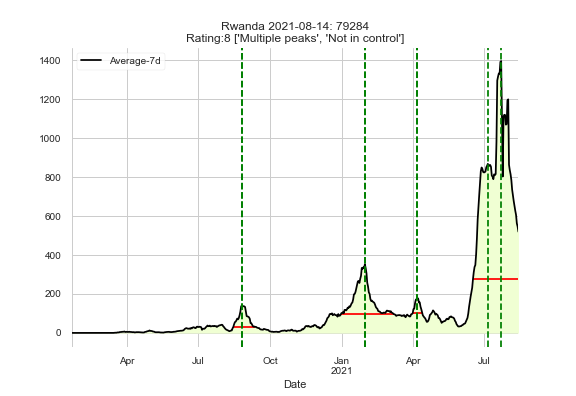 Rwanda 2021-08-14: 79284
Rating:8 ['Multiple peaks', 'Not in control']
Average-7d
1400
1200
1000
800
600
400
200
0
Apr Jul Oct Jan Apr Jul
2021
Date